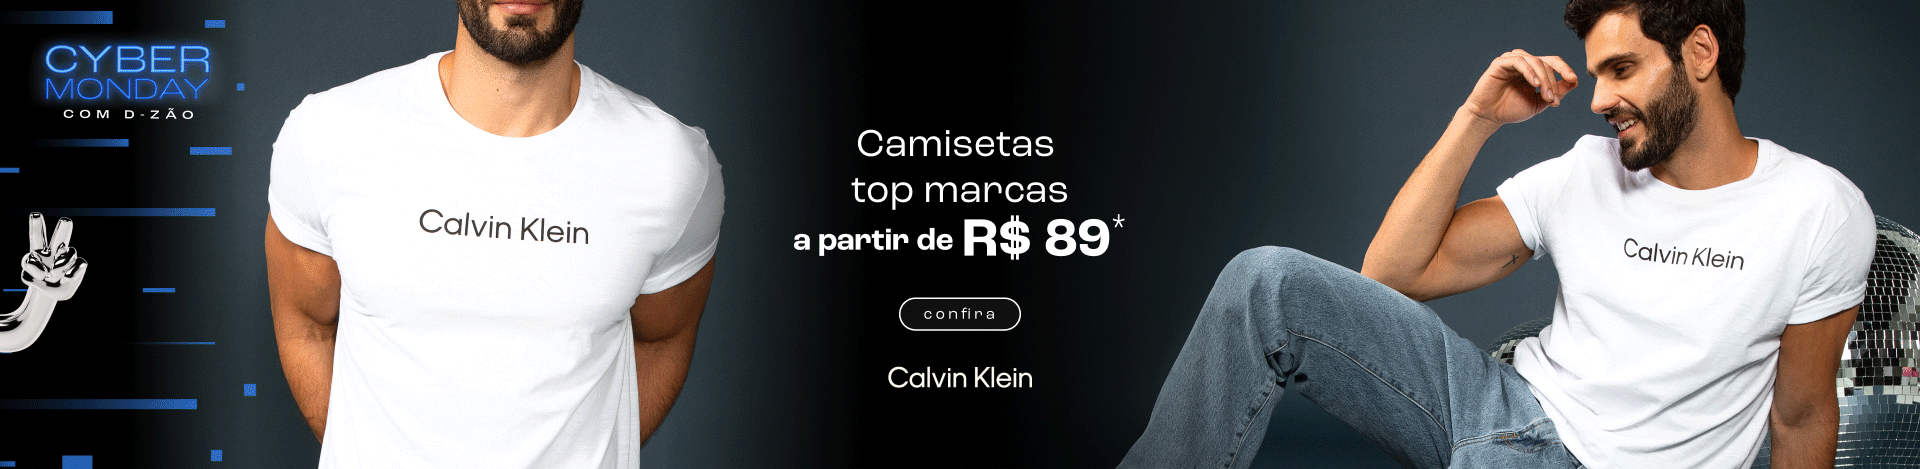 CYBER
MONDAY
COM D-ZÃO
Calvin Klein
Camisetas
top marcas
a partir de R$ 89*
confira
Calvin Klein
Calvin Klein